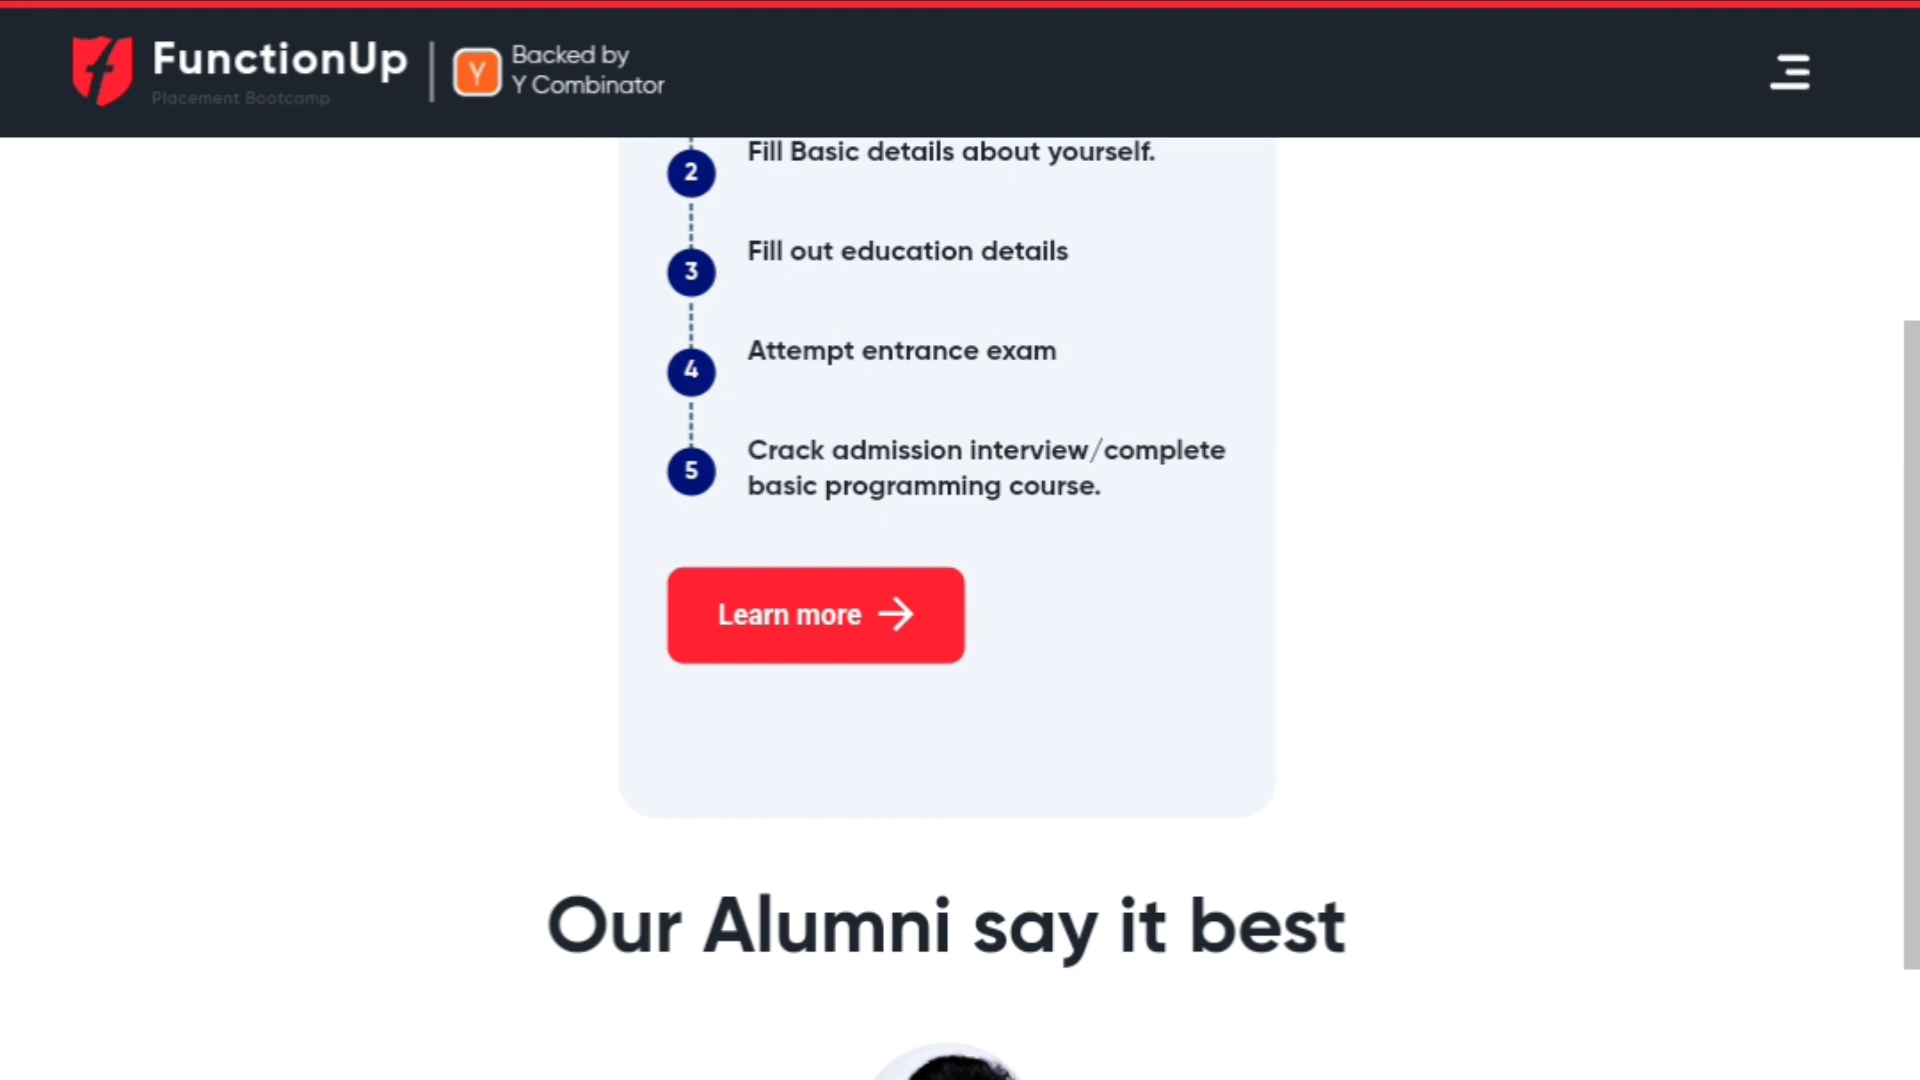 FunctionUp
Placement Bootcamp
Y
Backed by
Y Combinator
2
Fill Basic details about yourself.
3
Fill out education details
4
Attempt entrance exam
5
Crack admission interview/complete
basic programming course.
Learn more
Our Alumni say it best